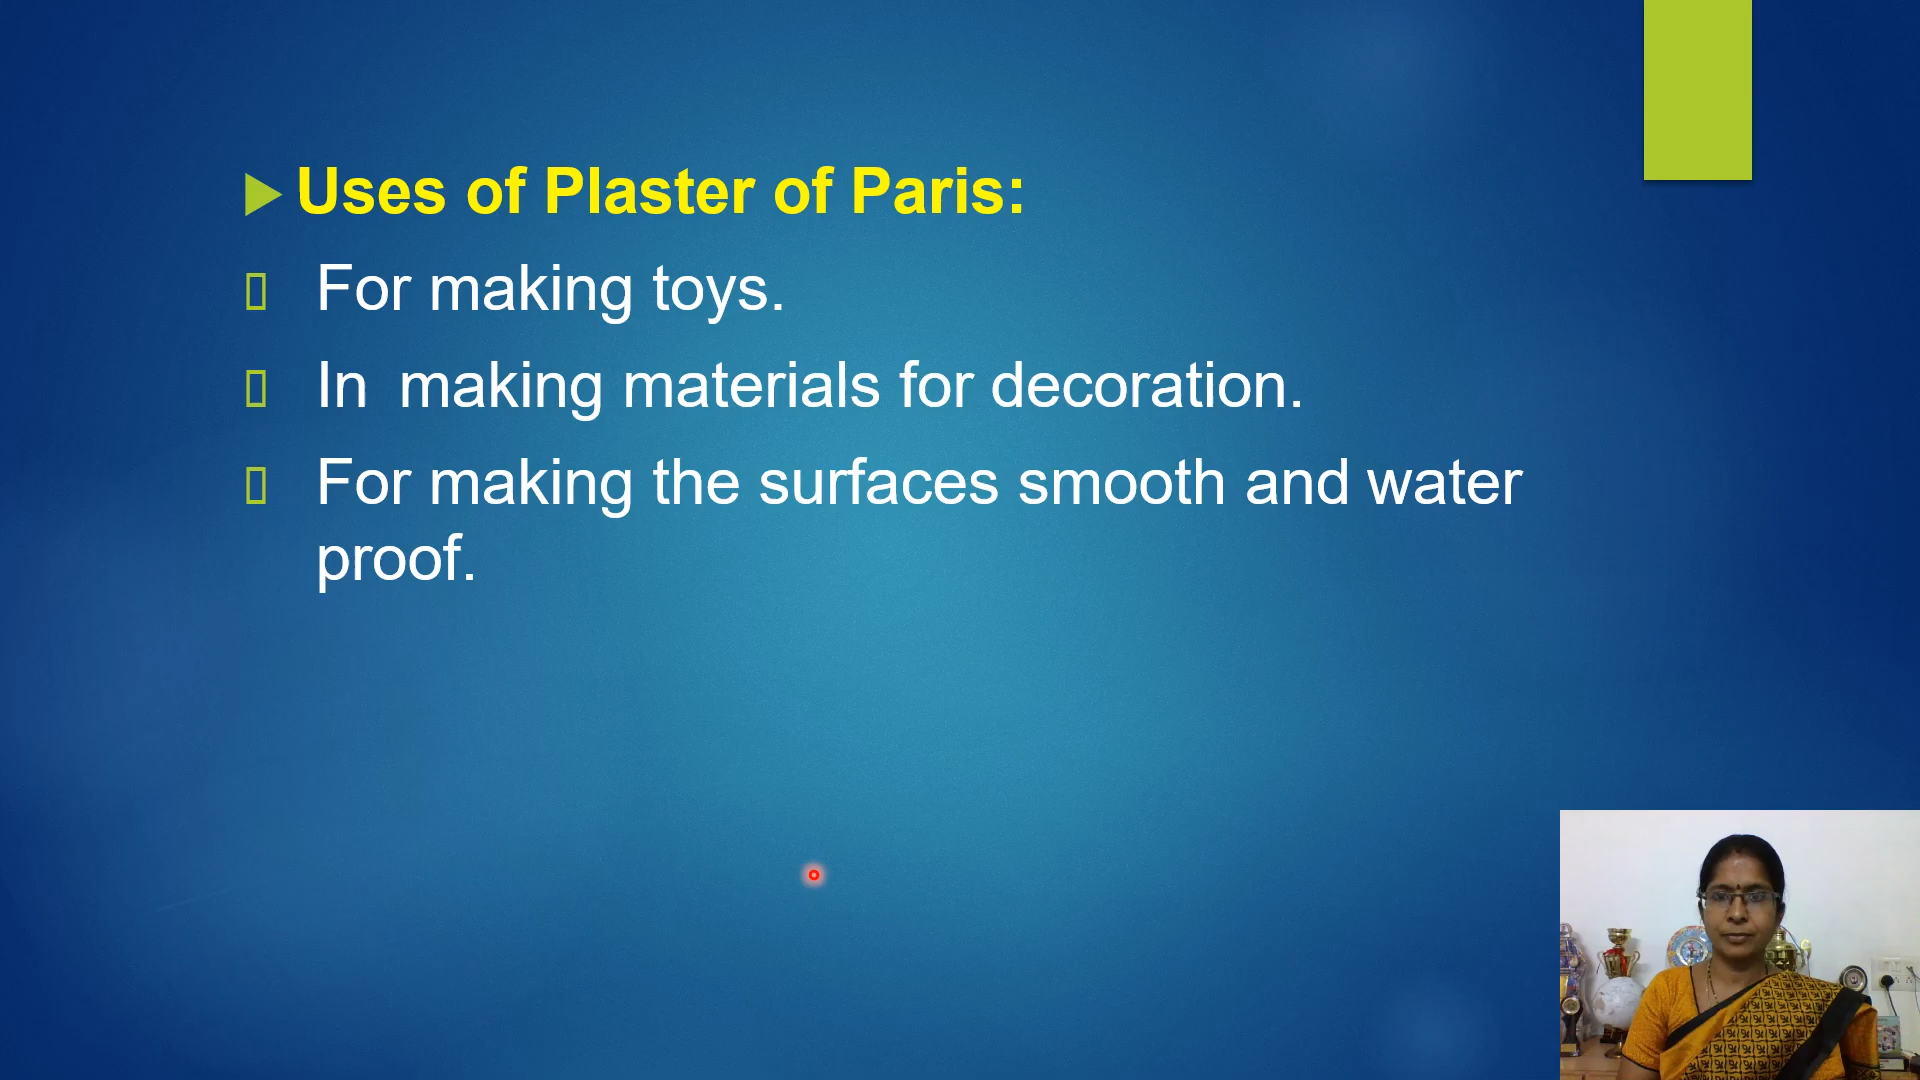 Uses of Plaster of Paris:
For making toys.
In making materials for decoration.
For making the surfaces smooth and water
proof.